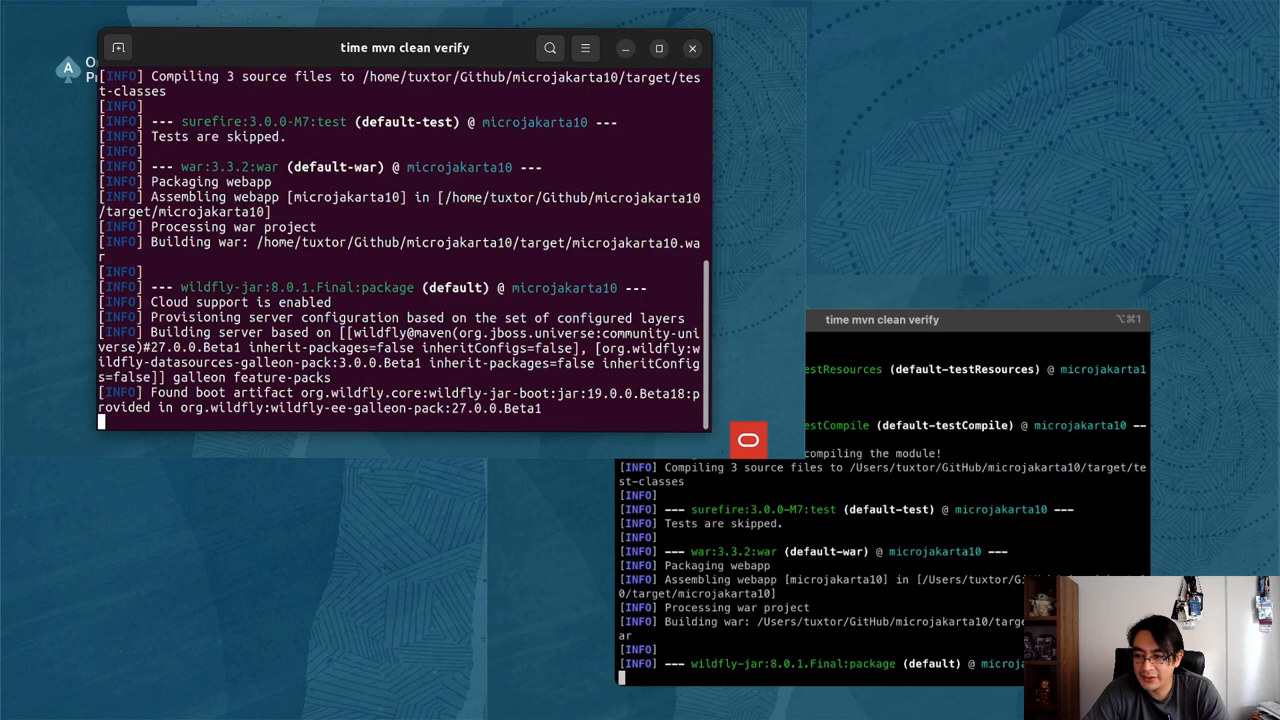 time mvn clean verify
A
O
P
[INFO] Compiling 3 source files to /home/tuxtor/Github/microjakarta10/target/tes
t-classes
[INFO]
[INFO] --- surefire:3.0.0-M7:test (default-test) @ microjakarta10 ---
[INFO] Tests are skipped.
[INFO]
[INFO] --- war:3.3.2:war (default-war) @ microjakarta10 ---
[INFO] Packaging webapp
[INFO] Assembling webapp [microjakarta10] in [/home/tuxtor/Github/microjakarta10
/target/microjakarta10]
[INFO] Processing war project
[INFO] Building war: /home/tuxtor/Github/microjakarta10/target/microjakarta10.wa
r
[INFO]
[INFO] --- wildfly-jar:8.0.1.Final:package (default) @ microjakarta10 ---
[INFO] Cloud support is enabled
[INFO] Provisioning server configuration based on the set of configured layers
[INFO] Building server based on [[wildfly@maven(org.jboss.universe:community-uni
verse)#27.0.0.Beta1 inherit-packages=false inheritConfigs=false], [org.wildfly:w
ildfly-datasources-galleon-pack:3.0.0.Beta1 inherit-packages=false inheritConfig
s=false]] galleon feature-packs
[INFO] Found boot artifact org.wildfly.core:wildfly-jar-boot:jar:19.0.0.Beta18:p
rovided in org.wildfly:wildfly-ee-galleon-pack:27.0.0.Beta1
time mvn clean verify
⌥⌘1
estResources (default-testResources) @ microjakarta1
estCompile (default-testCompile) @ microjakarta10 --
compiling the module!
[INFO] Compiling 3 source files to /Users/tuxtor/GitHub/microjakarta10/target/te
st-classes
[INFO]
[INFO] --- surefire:3.0.0-M7:test (default-test) @ microjakarta10 ---
[INFO] Tests are skipped.
[INFO]
[INFO] --- war:3.3.2:war (default-war) @ microjakarta10 ---
[INFO] Packaging webapp
[INFO] Assembling webapp [microjakarta10] in [/Users/tuxtor/Gi
0/target/microjakarta10]
[INFO] Processing war project
[INFO] Building war: /Users/tuxtor/GitHub/microjakarta10/targe
ar
[INFO]
[INFO] --- wildfly-jar:8.0.1.Final:package (default) @ microja